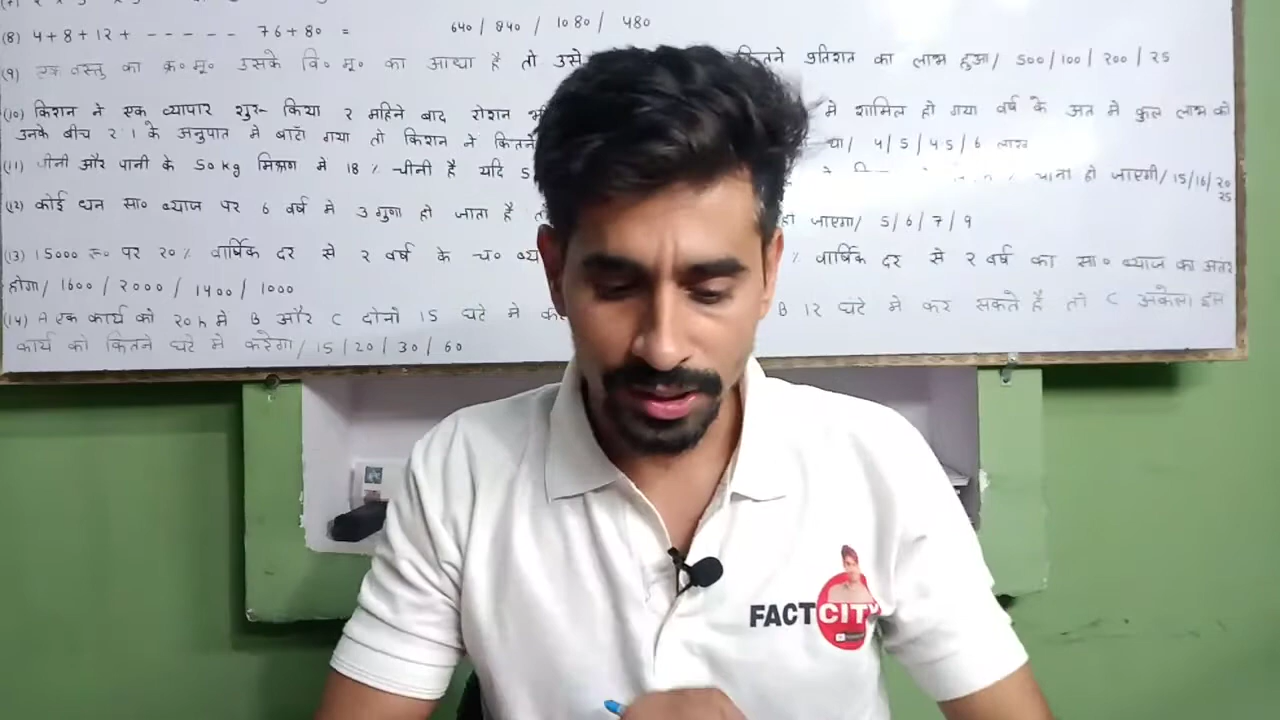 (8) 4+8+12+ ----- 76+80 = 640 / 840 / 1080 / 480
(9) एक वस्तु का क्र० मू० उसके वि० मू० का आधा है तो उसे कितने प्रतिशत का लाभ हुआ / 500 / 100 / 200 / 25
(10) किशन ने एक व्यापार शुरू किया 2 महिने बाद रोशन में शामिल हो गया वर्ष के अंत में कुल लाभ को
उनके बीच 2:1 के अनुपात में बांटा गया तो किशन ने कितने था / 4 / 5 / 4.5 / 6 लाख
(11) चीनी और पानी के 50 kg मिश्रण में 18 % चीनी है यदि 5 % चीनी हो जाएगी / 15/16/20
25
(12) कोई धन सा० ब्याज पर 6 वर्ष में 3 गुणा हो जाता है हो जाएगा / 5 / 6 / 7 / 9
(13) 15000 रू० पर 20 % वार्षिक दर से 2 वर्ष के च० ब्य % वार्षिक दर से 2 वर्ष का सा० ब्याज का अंतर
होगा / 1600 / 2000 / 1400 / 1000
(14) A एक कार्य को 20 h में B और C दोनो 15 घंटे में B 12 घंटे में कर सकते है तो C अकेला इस
कार्य को कितने घंटे में करेगा / 15 / 20 / 30 / 60
FACT CITY